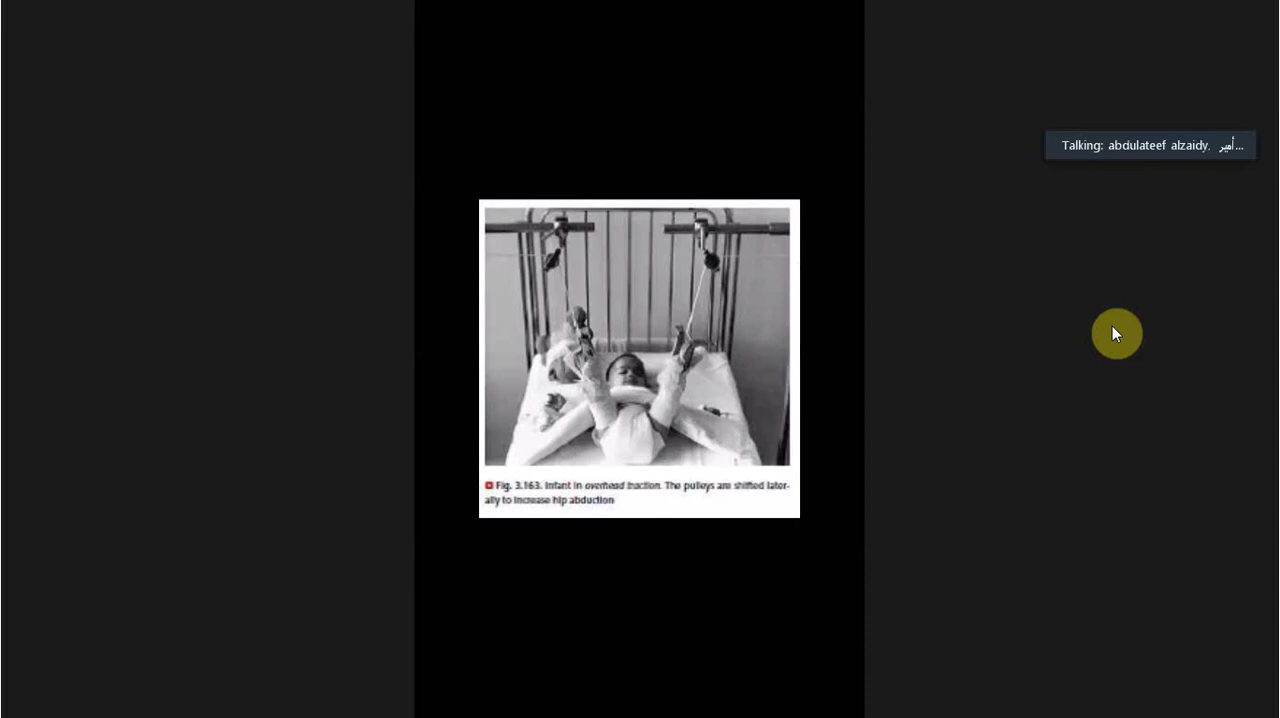 Talking: abdulateef alzaidy, أمير...
Fig. 3.163. Infant in overhead traction. The pulleys are shifted later-
ally to increase hip abduction